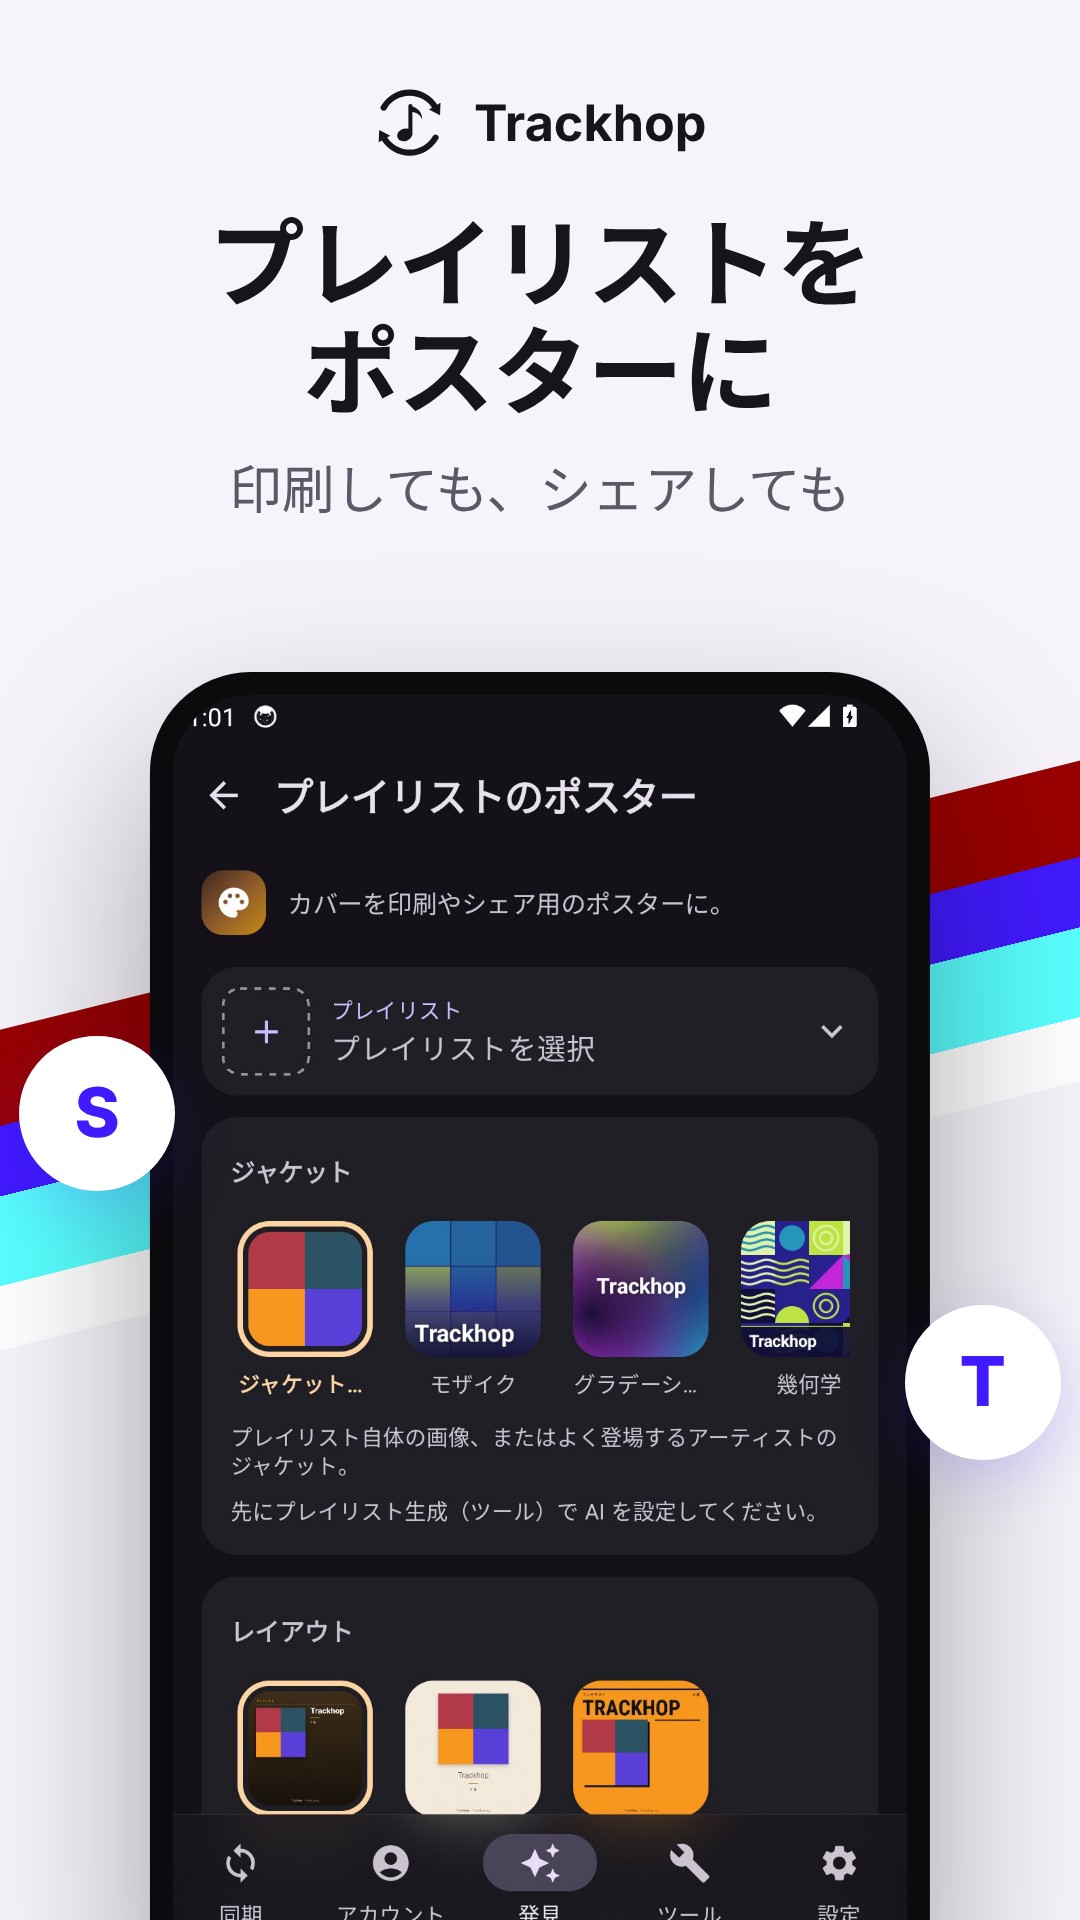 Trackhop
プレイリストを
ポスターに
印刷しても、シェアしても
:01
プレイリストのポスター
カバーを印刷やシェア用のポスターに。
プレイリスト
プレイリストを選択
S
ジャケット
Trackhop
Trackhop
Trackhop
ジャケット...
モザイク
グラデーシ...
幾何学
T
プレイリスト自体の画像、またはよく登場するアーティストの
ジャケット。
先にプレイリスト生成（ツール）で AI を設定してください。
レイアウト
Trackhop
Trackhop
TRACKHOP
同期
アカウント
発見
ツール
設定